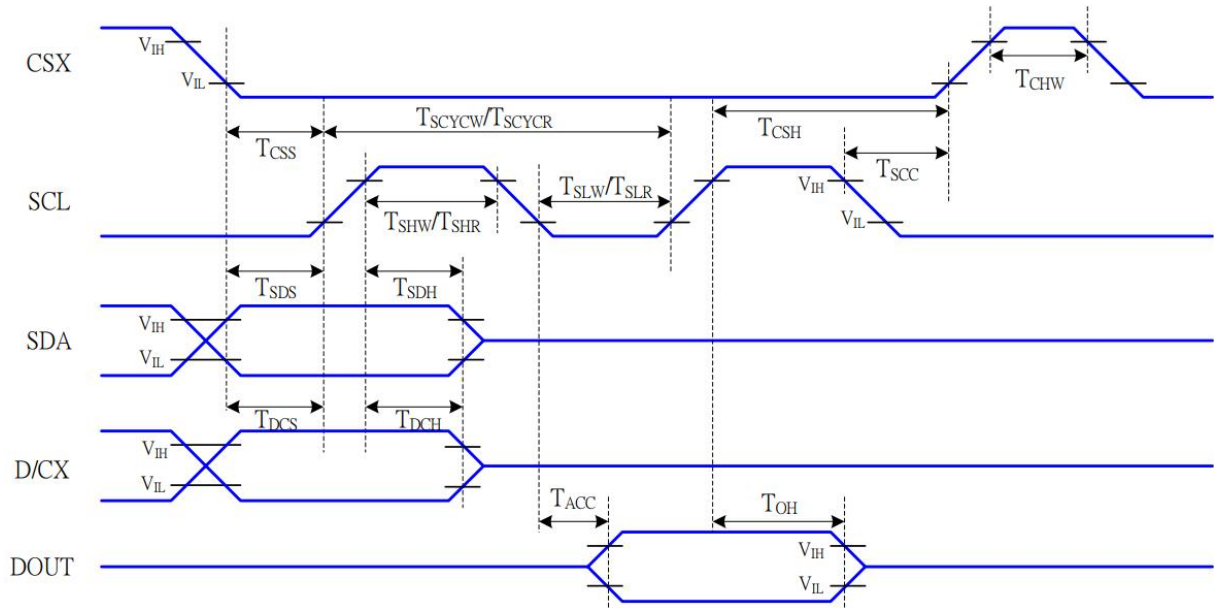 CSX
VIH
VIL
TCHW
TSCYCW/TSCYCR
TCSS
TCSH
TSCC
SCL
TSLW/TSLR
VIH
TSHW/TSHR
VIL
TSDS
TSDH
SDA
VIH
VIL
TDCS
TDCH
D/CX
VIH
VIL
TACC
TOH
DOUT
VIH
VIL